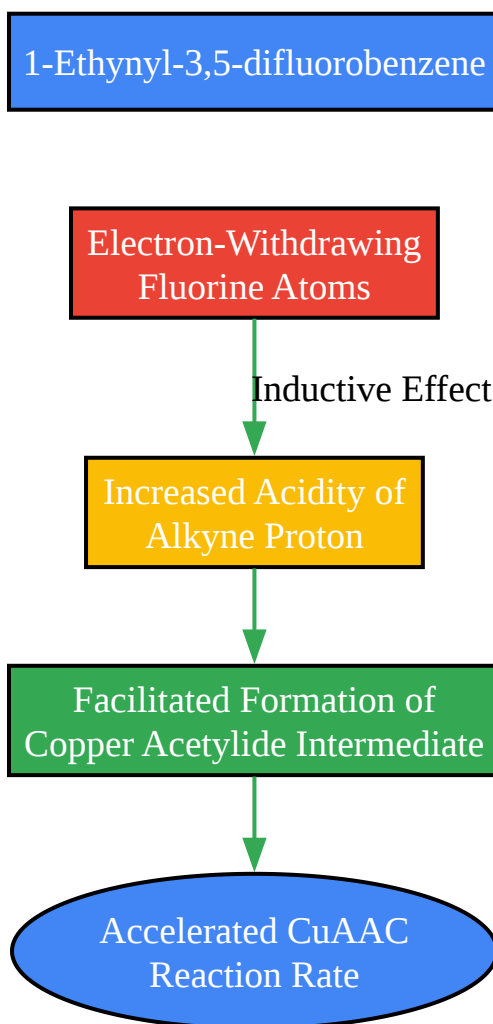 1-Ethynyl-3,5-difluorobenzene
Electron-Withdrawing
Fluorine Atoms
Inductive Effect
Increased Acidity of
Alkyne Proton
Facilitated Formation of
Copper Acetylide Intermediate
Accelerated CuAAC
Reaction Rate